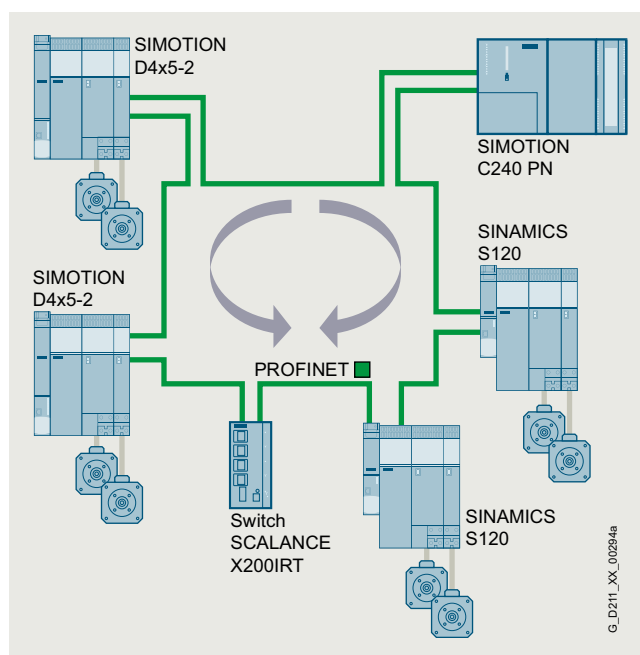 SIMOTION
D4x5-2
SIMOTION
C240 PN
SINAMICS
S120
SIMOTION
D4x5-2
PROFINET
Switch
SCALANCE
X200IRT
SINAMICS
S120
G_D211_XX_00294a